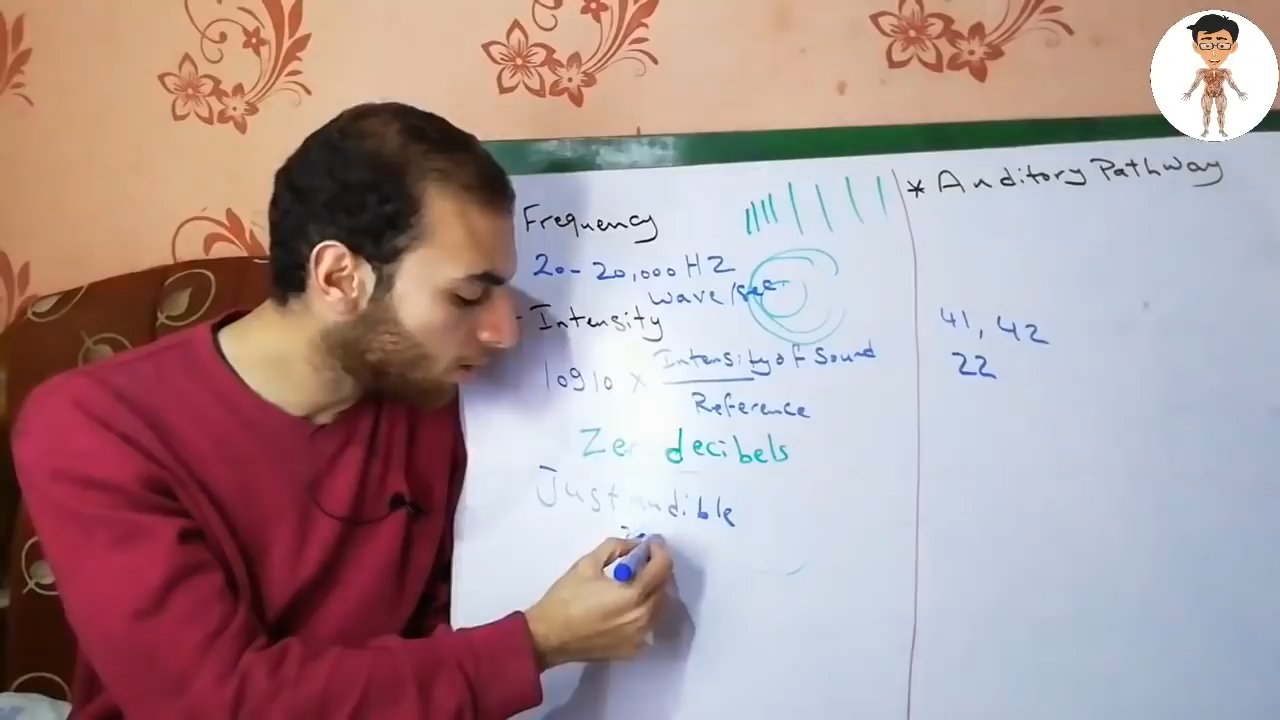 Frequency
20-20,000 HZ
wave/sec
- Intensity
log10 x Intensity of Sound
Reference
Zero decibels
Just audible
* Auditory Pathway
41, 42
22